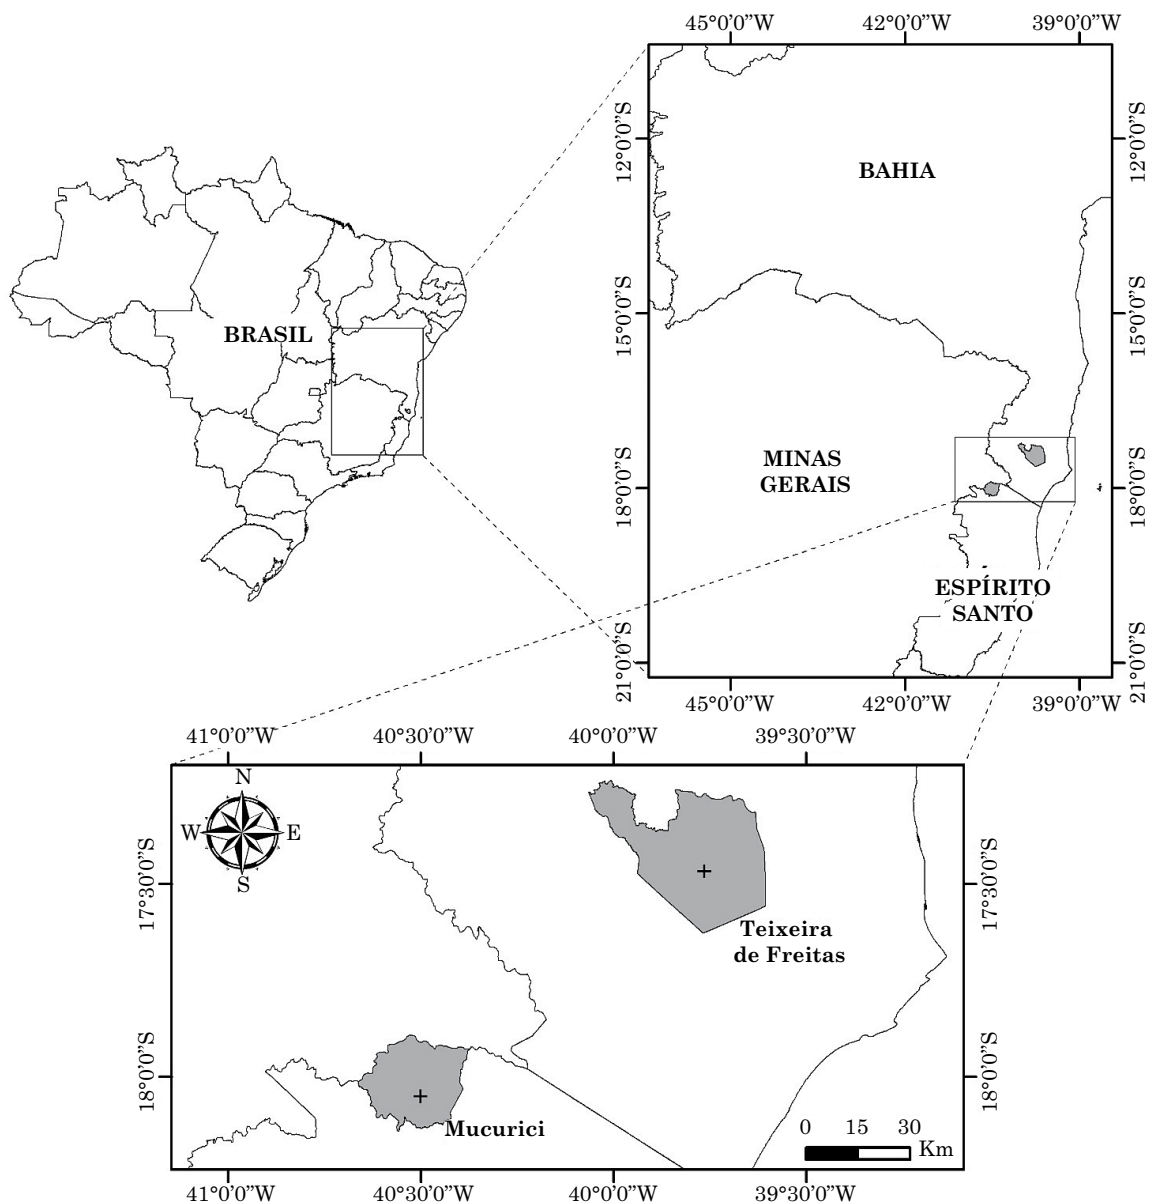 45°0'0"W 42°0'0"W 39°0'0"W
12°0'0"S
12°0'0"S
BAHIA
BRASIL
15°0'0"S
15°0'0"S
MINAS
GERAIS
18°0'0"S
18°0'0"S
ESPÍRITO
SANTO
21°0'0"S
21°0'0"S
45°0'0"W 42°0'0"W 39°0'0"W
41°0'0"W 40°30'0"W 40°0'0"W 39°30'0"W
N
W E
S
17°30'0"S
17°30'0"S
Teixeira
de Freitas
18°0'0"S
18°0'0"S
Mucurici
0 15 30
Km
41°0'0"W 40°30'0"W 40°0'0"W 39°30'0"W